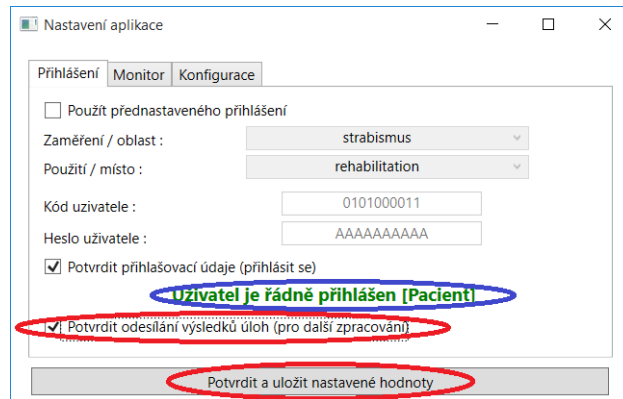 Nastavení aplikace
Přihlášení Monitor Konfigurace
Použít přednastaveného přihlášení
Zaměření / oblast : strabismus
Použití / místo : rehabilitation
Kód uzivatele : 0101000011
Heslo uživatele : AAAAAAAAAA
Potvrdit přihlašovací údaje (přihlásit se)
Uživatel je řádně přihlášen [Pacient]
Potvrdit odesílání výsledků úloh (pro další zpracování)
Potvrdit a uložit nastavené hodnoty